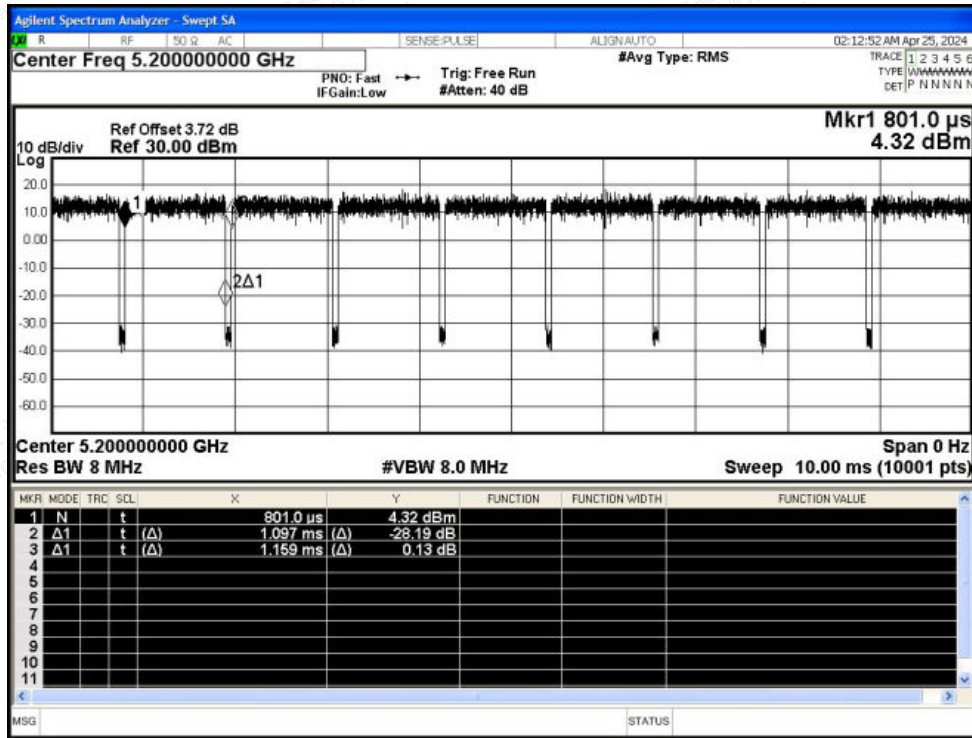 Agilent Spectrum Analyzer - Swept SA
R RF 50 Ω AC SENSE:PULSE ALIGN AUTO 02:12:52 AM Apr 25, 2024
Center Freq 5.200000000 GHz #Avg Type: RMS TRACE 1 2 3 4 5 6
PNO: Fast Trig: Free Run TYPE
IFGain:Low #Atten: 40 dB DET P N N N N N
Mkr1 801.0 µs
4.32 dBm
Ref Offset 3.72 dB
10 dB/div Ref 30.00 dBm
Log
20.0
10.0
0.00
-10.0
-20.0
-30.0
-40.0
-50.0
-60.0
1
2Δ1
Center 5.200000000 GHz Span 0 Hz
Res BW 8 MHz #VBW 8.0 MHz Sweep 10.00 ms (10001 pts)
MKR MODE TRC SCL X Y FUNCTION FUNCTION WIDTH FUNCTION VALUE
1 N t 801.0 µs 4.32 dBm
2 Δ1 t (Δ) 1.097 ms (Δ) -28.19 dB
3 Δ1 t (Δ) 1.159 ms (Δ) 0.13 dB
4
5
6
7
8
9
10
11
MSG STATUS